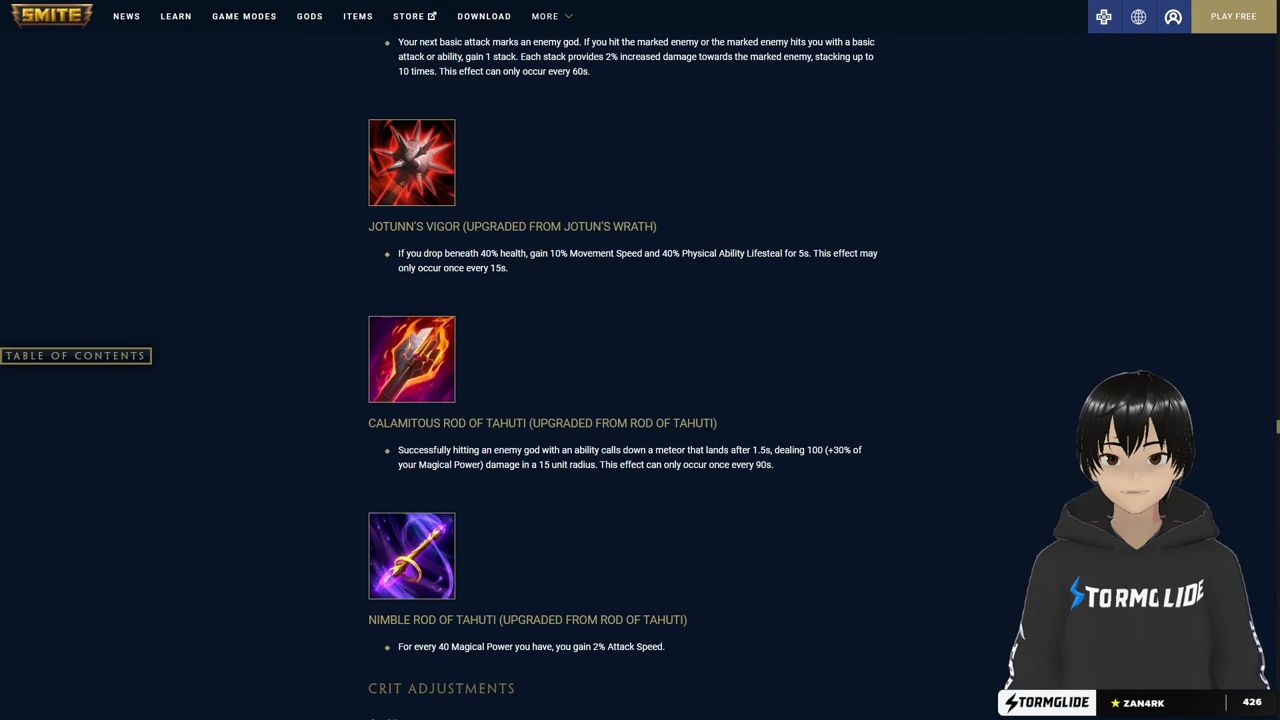 SMITE NEWS LEARN GAME MODES GODS ITEMS STORE DOWNLOAD MORE PLAY FREE
Your next basic attack marks an enemy god. If you hit the marked enemy or the marked enemy hits you with a basic
attack or ability, gain 1 stack. Each stack provides 2% increased damage towards the marked enemy, stacking up to
10 times. This effect can only occur every 60s.
JOTUNN'S VIGOR (UPGRADED FROM JOTUN'S WRATH)
If you drop beneath 40% health, gain 10% Movement Speed and 40% Physical Ability Lifesteal for 5s. This effect may
only occur once every 15s.
TABLE OF CONTENTS
CALAMITOUS ROD OF TAHUTI (UPGRADED FROM ROD OF TAHUTI)
Successfully hitting an enemy god with an ability calls down a meteor that lands after 1.5s, dealing 100 (+30% of
your Magical Power) damage in a 15 unit radius. This effect can only occur once every 90s.
NIMBLE ROD OF TAHUTI (UPGRADED FROM ROD OF TAHUTI)
For every 40 Magical Power you have, you gain 2% Attack Speed.
CRIT ADJUSTMENTS
STORMGLIDE
STORMGLIDE ZAN4RK 426